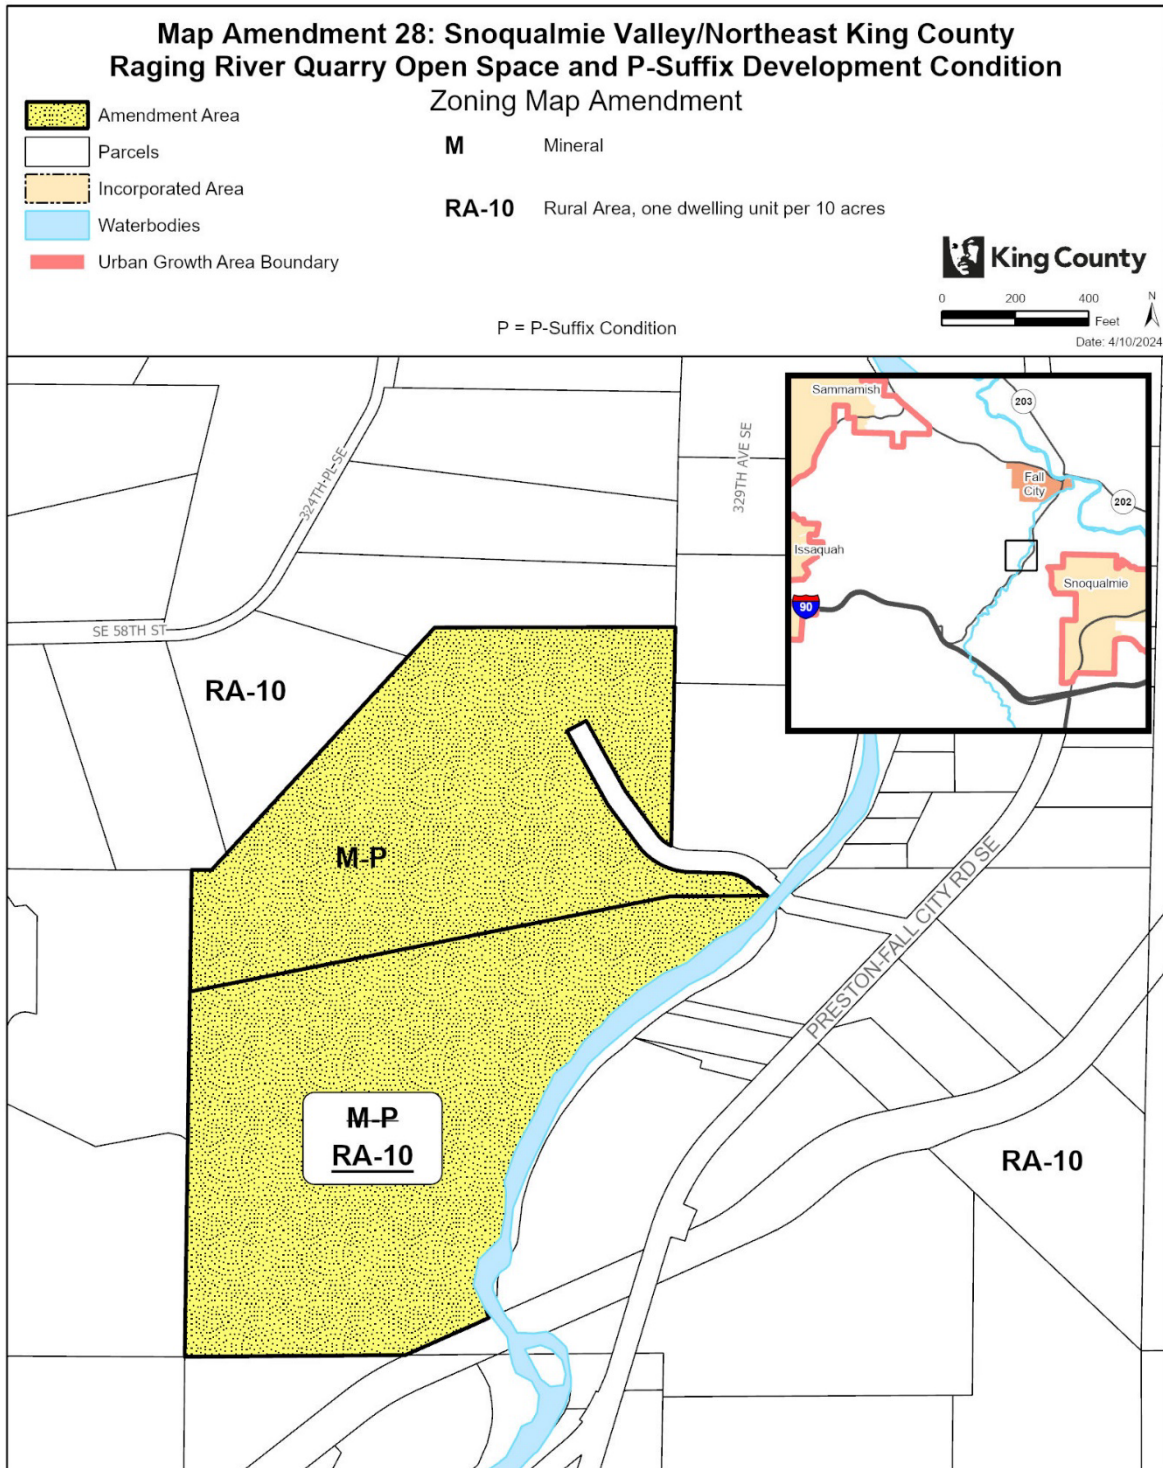 Map Amendment 28: Snoqualmie Valley/Northeast King County
Raging River Quarry Open Space and P-Suffix Development Condition
Zoning Map Amendment
Amendment Area
Parcels
Incorporated Area
Waterbodies
Urban Growth Area Boundary
M Mineral
RA-10 Rural Area, one dwelling unit per 10 acres
P = P-Suffix Condition
King County
0 200 400
Feet
N
Date: 4/10/2024
Sammamish
203
Fall
City
202
Issaquah
Snoqualmie
90
324TH PL SE
329TH AVE SE
SE 58TH ST
RA-10
M-P
PRESTON-FALL CITY RD SE
M-P
RA-10
RA-10